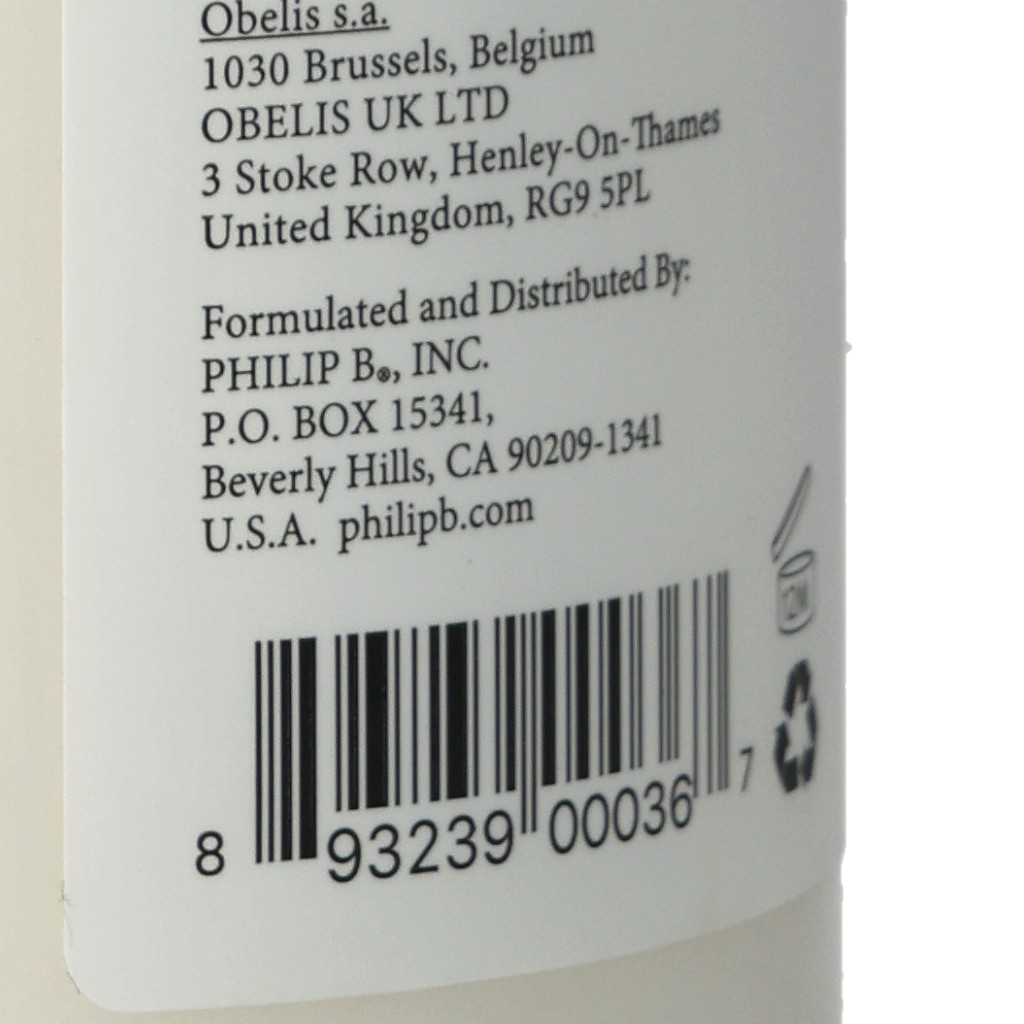 Obelis s.a.
1030 Brussels, Belgium
OBELIS UK LTD
3 Stoke Row, Henley-On-Thames
United Kingdom, RG9 5PL
Formulated and Distributed By:
PHILIP B®, INC.
P.O. BOX 15341,
Beverly Hills, CA 90209-1341
U.S.A. philipb.com
12M
8 93239 00036 7